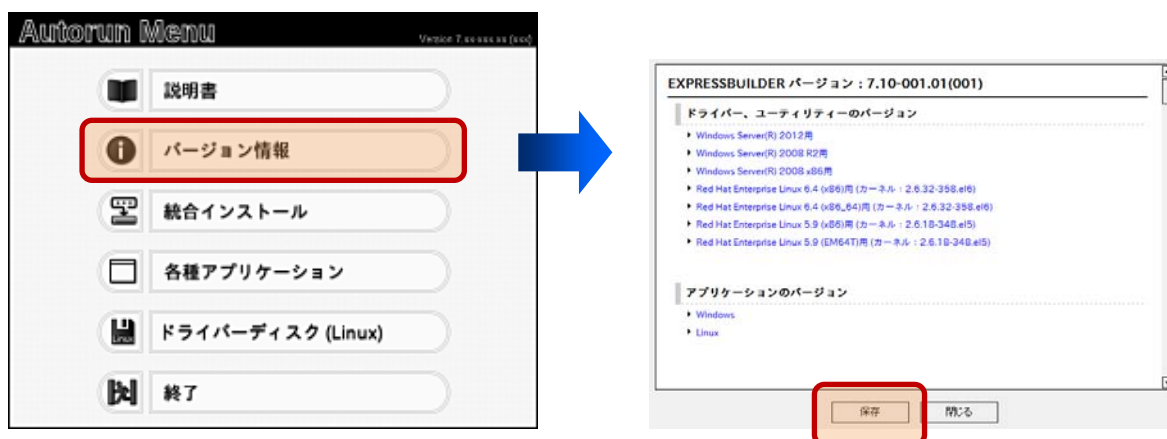 Autorun Menu
Version 7.xx-xxx.xx (xxx)
説明書
バージョン情報
統合インストール
各種アプリケーション
ドライバーディスク (Linux)
終了
EXPRESSBUILDER バージョン : 7.10-001.01(001)
ドライバー、ユーティリティーのバージョン
Windows Server(R) 2012用
Windows Server(R) 2008 R2用
Windows Server(R) 2008 x86用
Red Hat Enterprise Linux 6.4 (x86)用 (カーネル : 2.6.32-358.el6)
Red Hat Enterprise Linux 6.4 (x86_64)用 (カーネル : 2.6.32-358.el6)
Red Hat Enterprise Linux 5.9 (x86)用 (カーネル : 2.6.18-348.el5)
Red Hat Enterprise Linux 5.9 (EM64T)用 (カーネル : 2.6.18-348.el5)
アプリケーションのバージョン
Windows
Linux
保存
閉じる